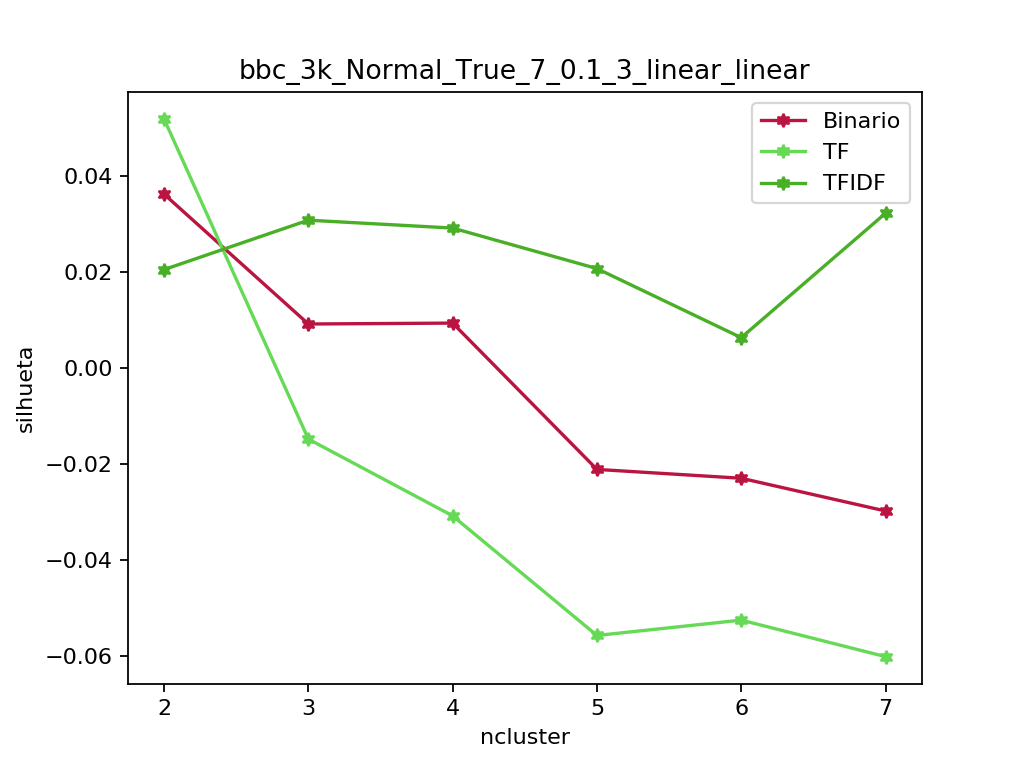 bbc_3k_Normal_True_7_0.1_3_linear_linear
Binario
TF
TFIDF
0.04
0.02
0.00
−0.02
−0.04
−0.06
silhueta
2 3 4 5 6 7
ncluster